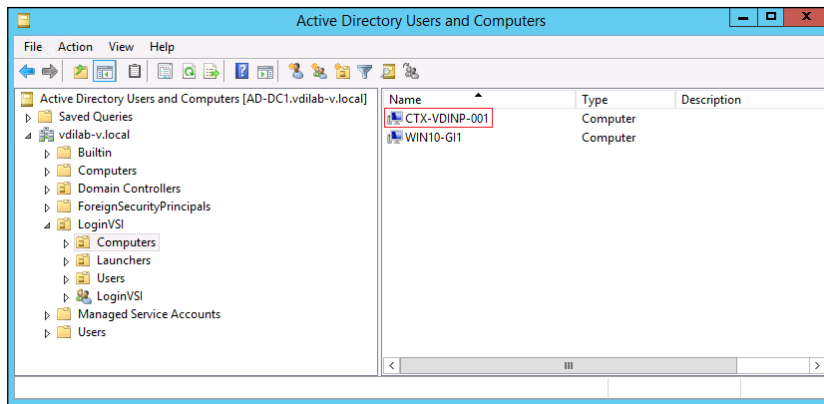 Active Directory Users and Computers
File Action View Help
Active Directory Users and Computers [AD-DC1.vdilab-v.local]
Saved Queries
vdilab-v.local
Builtin
Computers
Domain Controllers
ForeignSecurityPrincipals
LoginVSI
Computers
Launchers
Users
LoginVSI
Managed Service Accounts
Users
Name Type Description
CTX-VDINP-001 Computer
WIN10-GI1 Computer